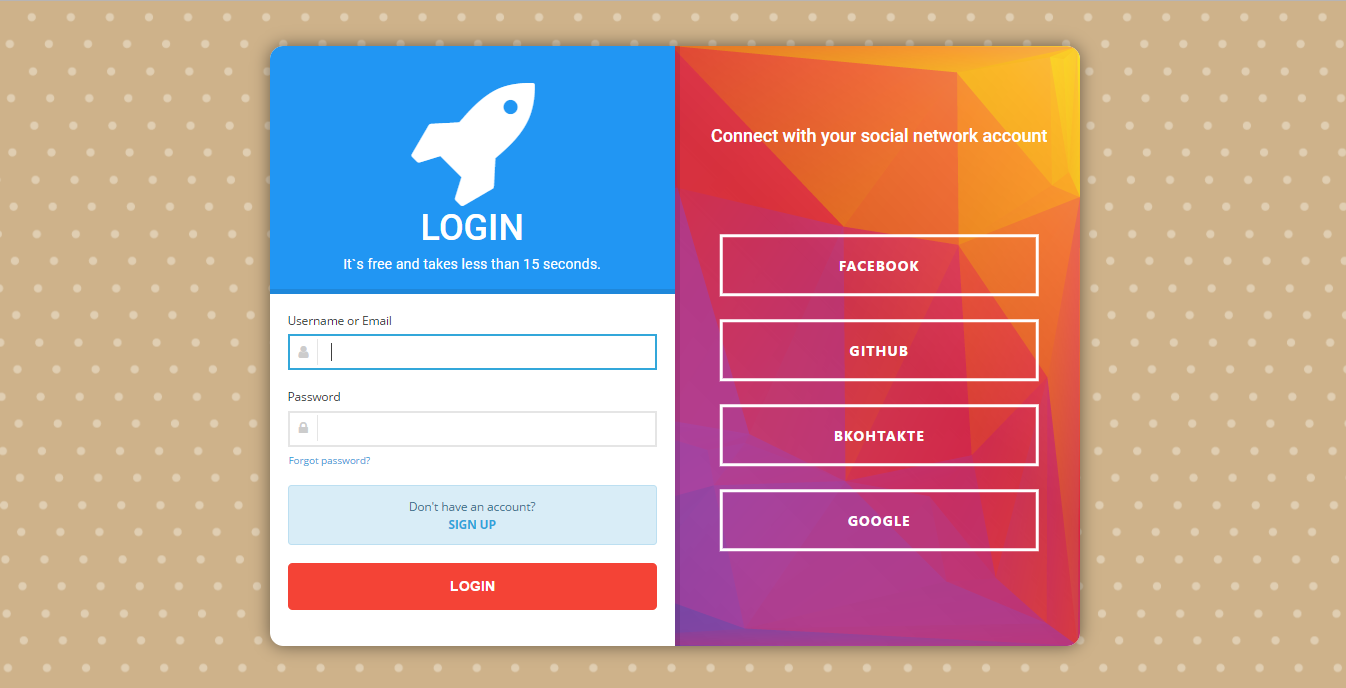 LOGIN
It`s free and takes less than 15 seconds.
Username or Email
Password
Forgot password?
Don't have an account?
SIGN UP
LOGIN
Connect with your social network account
FACEBOOK
GITHUB
ВКОНТАКТЕ
GOOGLE